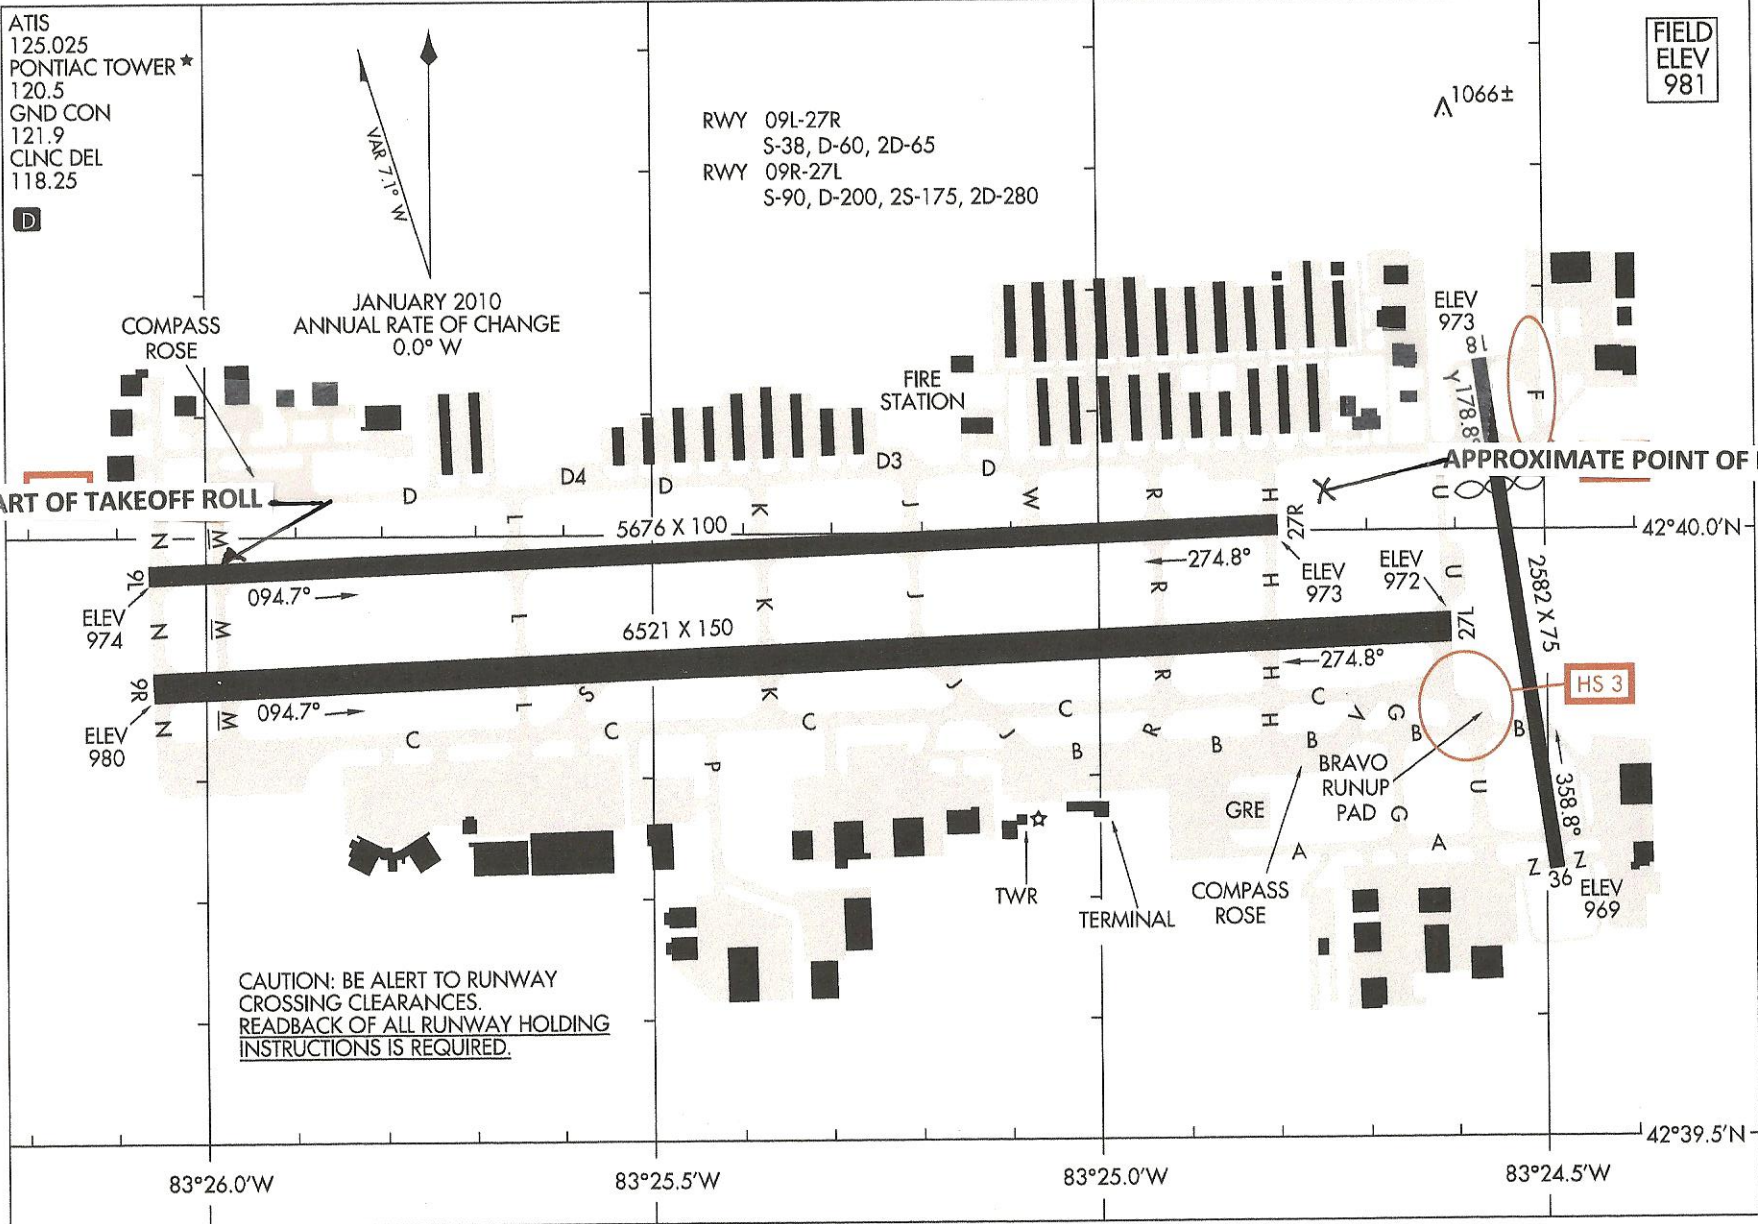 ATIS
125.025
PONTIAC TOWER★
120.5
GND CON
121.9
CLNC DEL
118.25
D
VAR 7.1° W
JANUARY 2010
ANNUAL RATE OF CHANGE
0.0° W
RWY 09L-27R
S-38, D-60, 2D-65
RWY 09R-27L
S-90, D-200, 2S-175, 2D-280
1066±
FIELD
ELEV
981
COMPASS
ROSE
FIRE
STATION
ELEV
973
18
Y
178.8°
F
D4
D
D3
D
APPROXIMATE POINT OF
ART OF TAKEOFF ROLL
D
L
K
J
W
R
H
27R
U
N
M
5676 X 100
42°40.0'N
9L
094.7°
274.8°
ELEV
973
ELEV
972
U
2582 X 75
ELEV
974
N
M
L
K
J
R
H
6521 X 150
27L
274.8°
9R
094.7°
HS 3
ELEV
980
N
M
L
S
K
J
R
H
C
V
G
C
C
C
C
J
B
R
B
H
B
B
B
P
BRAVO
RUNUP
PAD
U
358.8°
GRE
G
A
A
Z
36
Z
ELEV
969
TWR
TERMINAL
COMPASS
ROSE
CAUTION: BE ALERT TO RUNWAY
CROSSING CLEARANCES.
READBACK OF ALL RUNWAY HOLDING
INSTRUCTIONS IS REQUIRED.
42°39.5'N
83°26.0'W
83°25.5'W
83°25.0'W
83°24.5'W